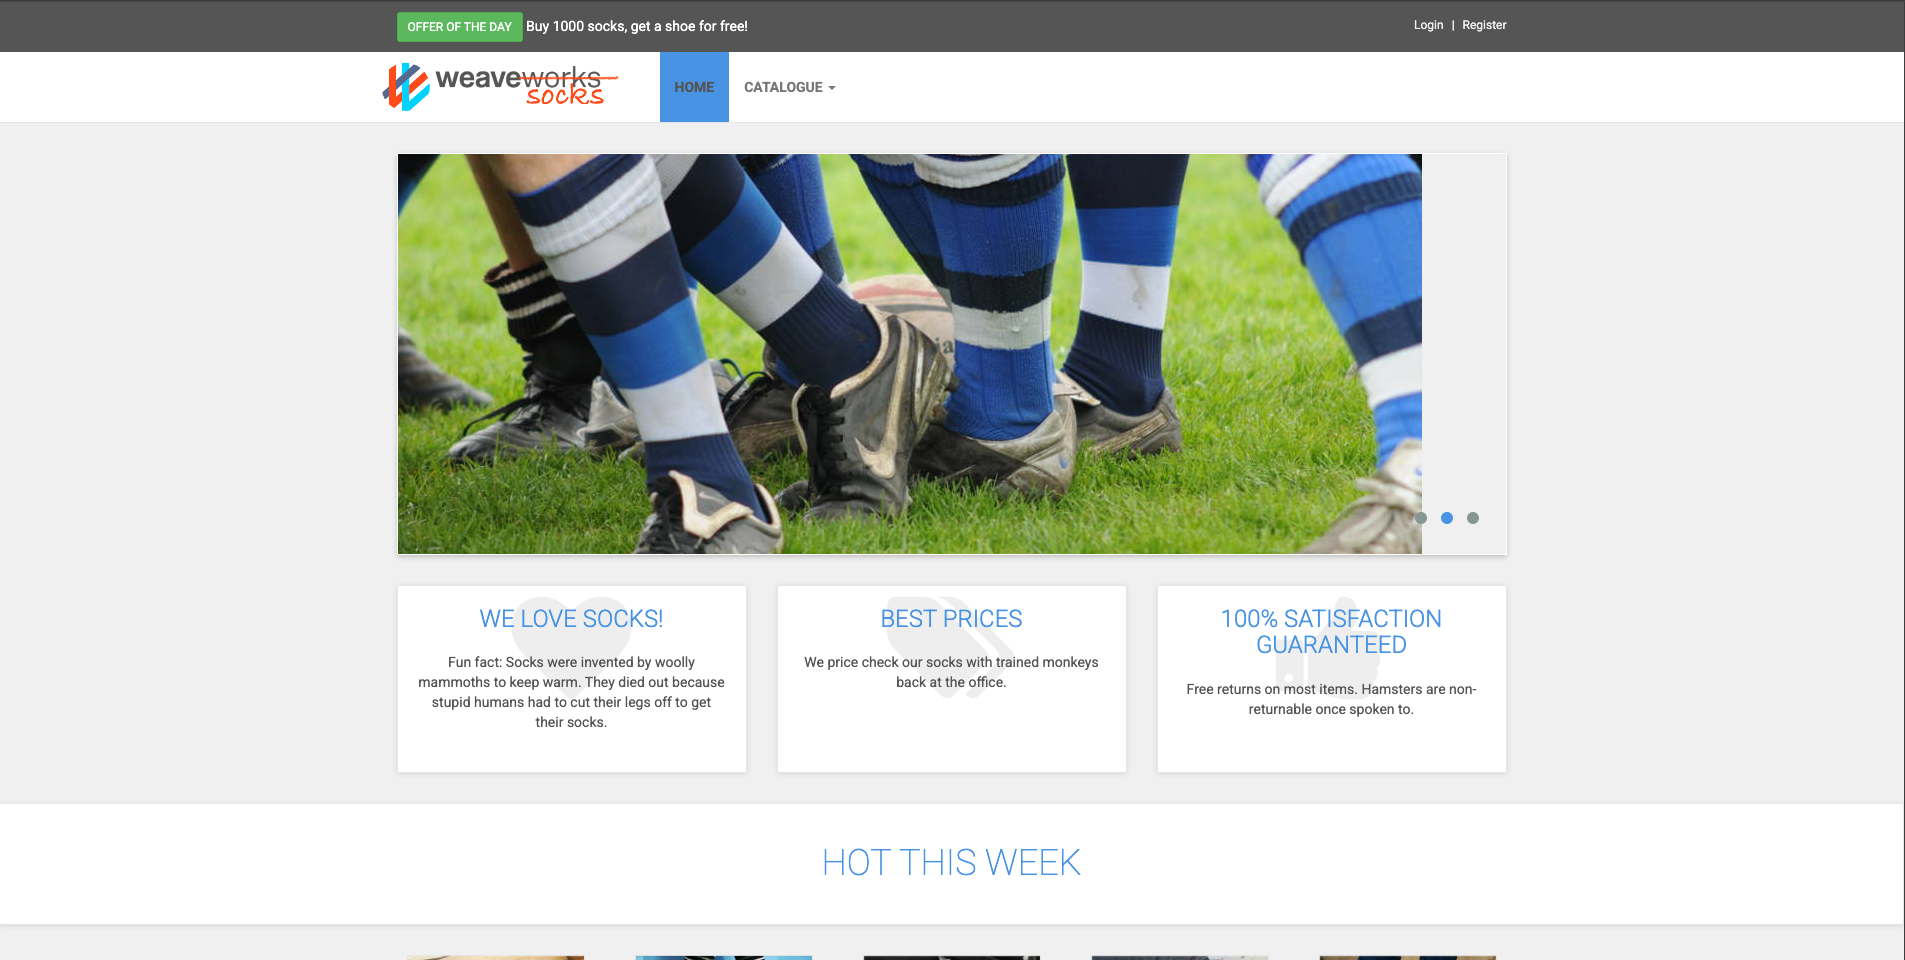 OFFER OF THE DAY Buy 1000 socks, get a shoe for free!
Login | Register
weaveworks
socks
HOME
CATALOGUE
WE LOVE SOCKS!
Fun fact: Socks were invented by woolly
mammoths to keep warm. They died out because
stupid humans had to cut their legs off to get
their socks.
BEST PRICES
We price check our socks with trained monkeys
back at the office.
100% SATISFACTION
GUARANTEED
Free returns on most items. Hamsters are non-
returnable once spoken to.
HOT THIS WEEK